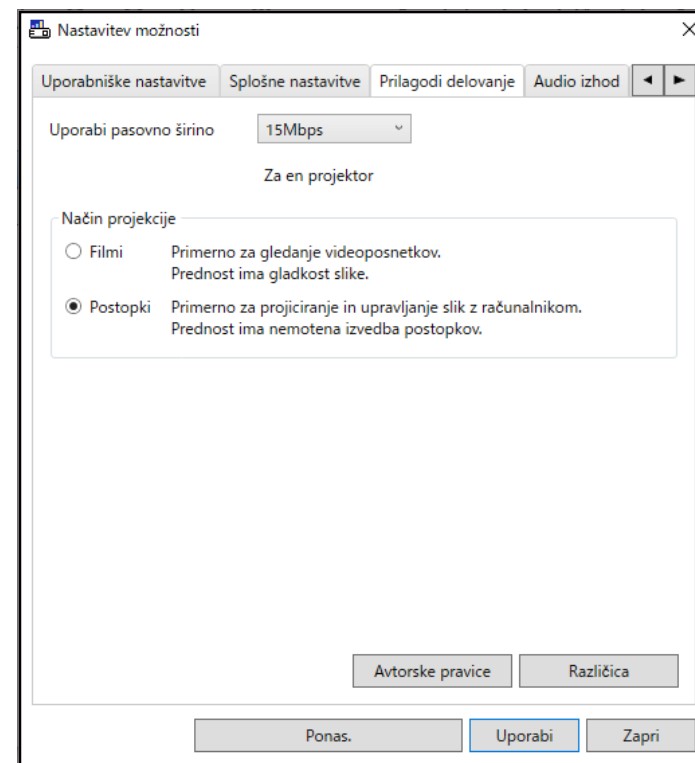 Nastavitev možnosti
Uporabniške nastavitve Splošne nastavitve Prilagodi delovanje Audio izhod
Uporabi pasovno širino 15Mbps
Za en projektor
Način projekcije
Filmi Primerno za gledanje videoposnetkov.
Prednost ima gladkost slike.
Postopki Primerno za projiciranje in upravljanje slik z računalnikom.
Prednost ima nemotena izvedba postopkov.
Avtorske pravice Različica
Ponas. Uporabi Zapri